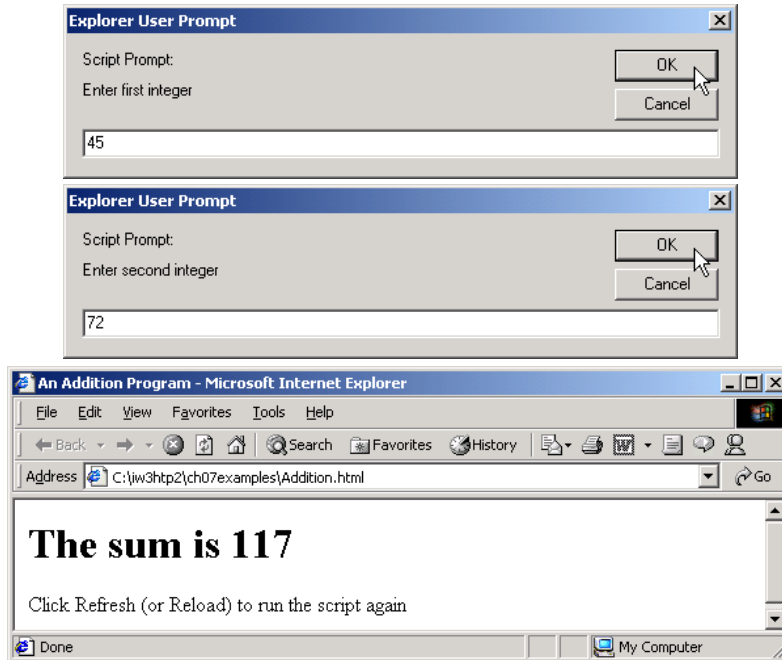 Explorer User Prompt
Script Prompt:
OK
Enter first integer
Cancel
45
Explorer User Prompt
Script Prompt:
OK
Enter second integer
Cancel
72
An Addition Program - Microsoft Internet Explorer
File Edit View Favorites Tools Help
Back Search Favorites History
Address C:\iw3htp2\ch07examples\Addition.html Go
The sum is 117
Click Refresh (or Reload) to run the script again
Done My Computer